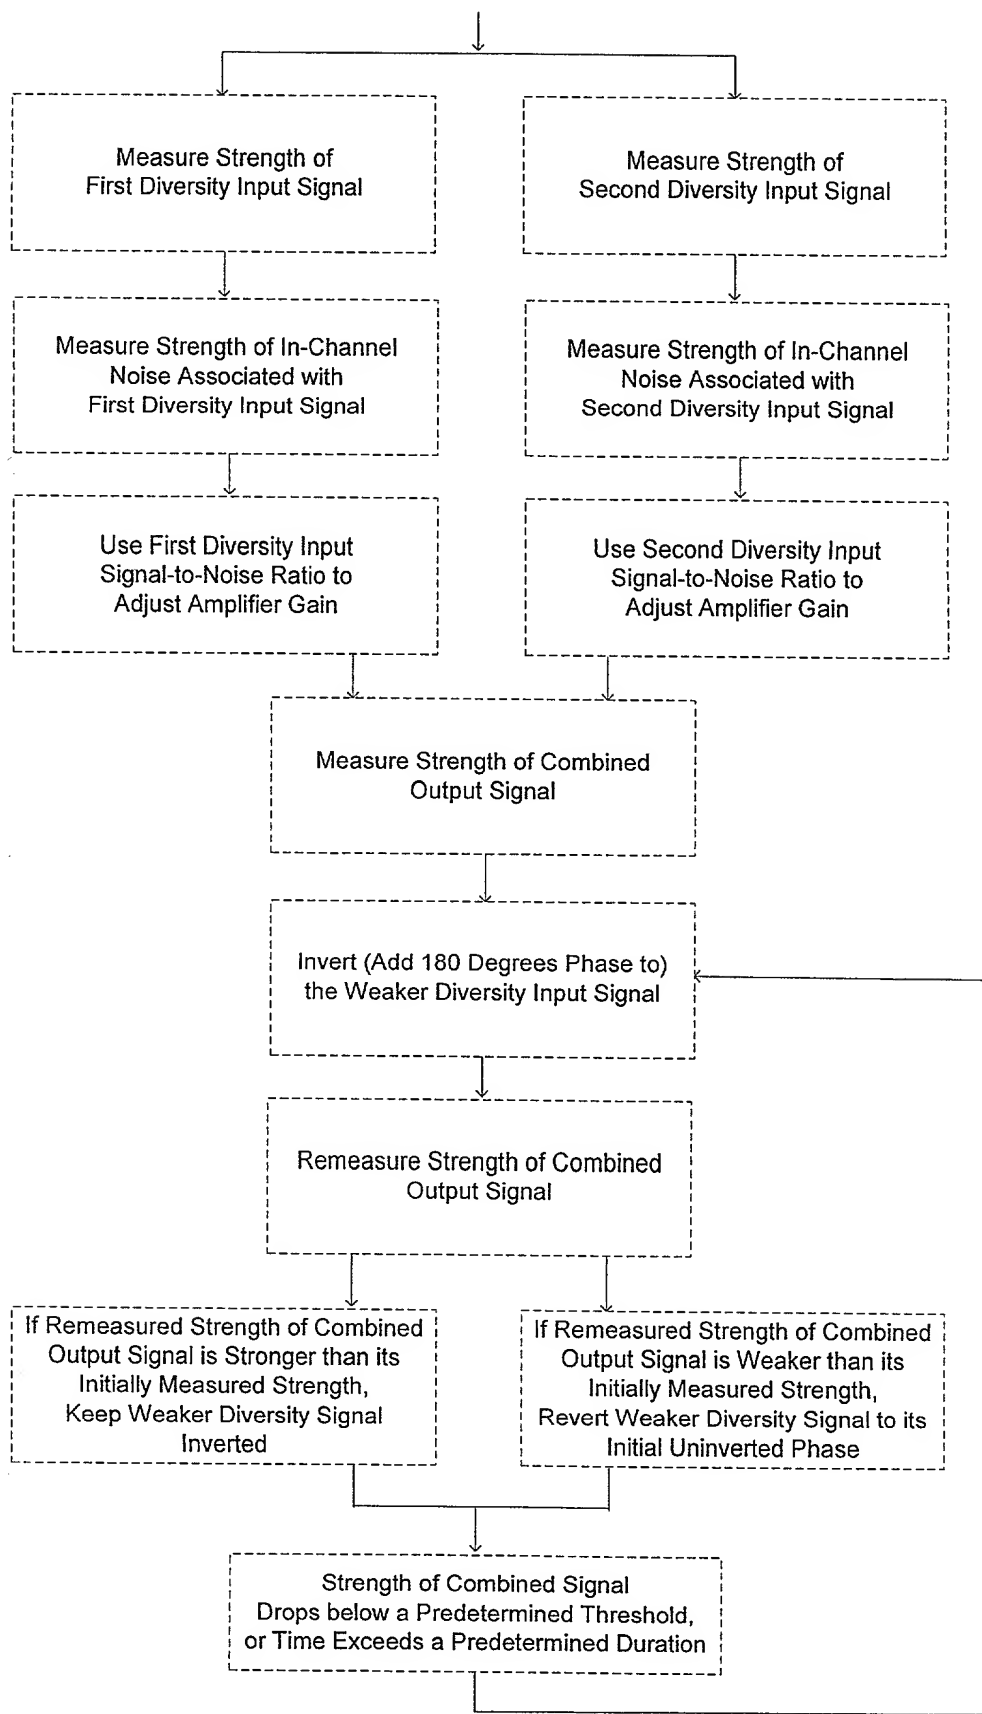 Measure Strength of
First Diversity Input Signal
Measure Strength of
Second Diversity Input Signal
Measure Strength of In-Channel
Noise Associated with
First Diversity Input Signal
Measure Strength of In-Channel
Noise Associated with
Second Diversity Input Signal
Use First Diversity Input
Signal-to-Noise Ratio to
Adjust Amplifier Gain
Use Second Diversity Input
Signal-to-Noise Ratio to
Adjust Amplifier Gain
Measure Strength of Combined
Output Signal
Invert (Add 180 Degrees Phase to)
the Weaker Diversity Input Signal
Remeasure Strength of Combined
Output Signal
If Remeasured Strength of Combined
Output Signal is Stronger than its
Initially Measured Strength,
Keep Weaker Diversity Signal
Inverted
If Remeasured Strength of Combined
Output Signal is Weaker than its
Initially Measured Strength,
Revert Weaker Diversity Signal to its
Initial Uninverted Phase
Strength of Combined Signal
Drops below a Predetermined Threshold,
or Time Exceeds a Predetermined Duration